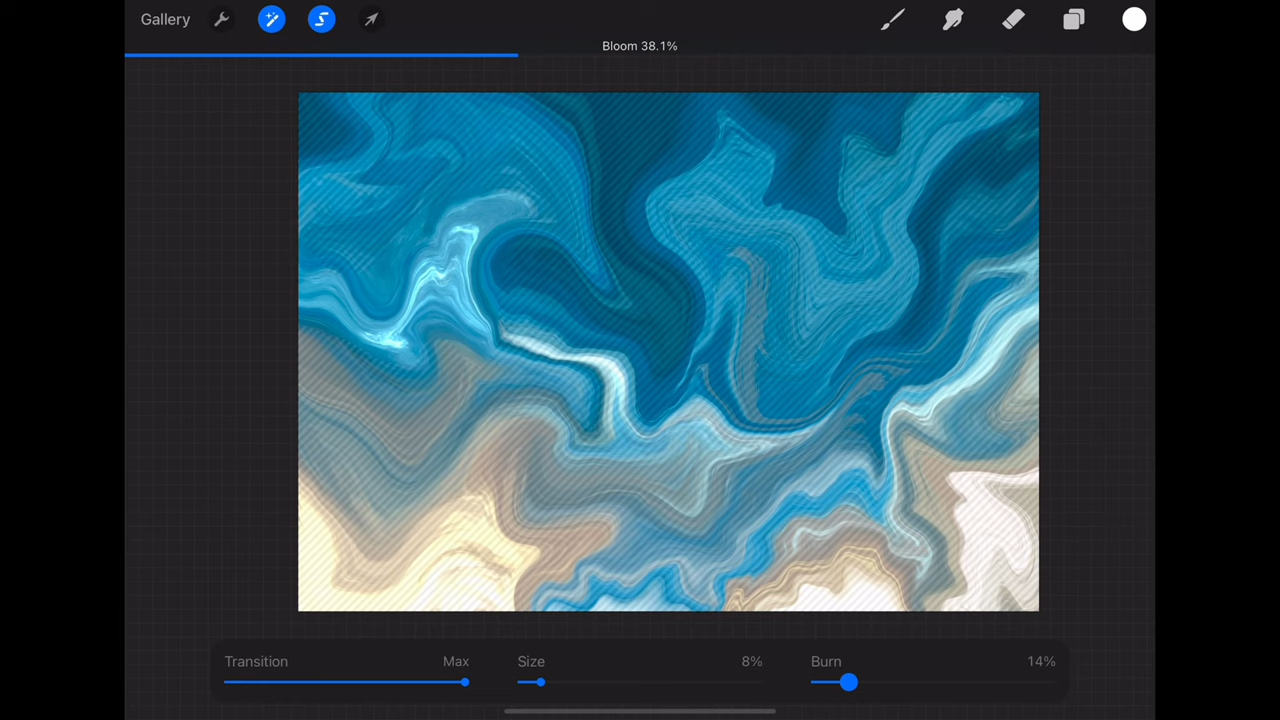 Gallery
Bloom 38.1%
Transition Max
Size 8%
Burn 14%